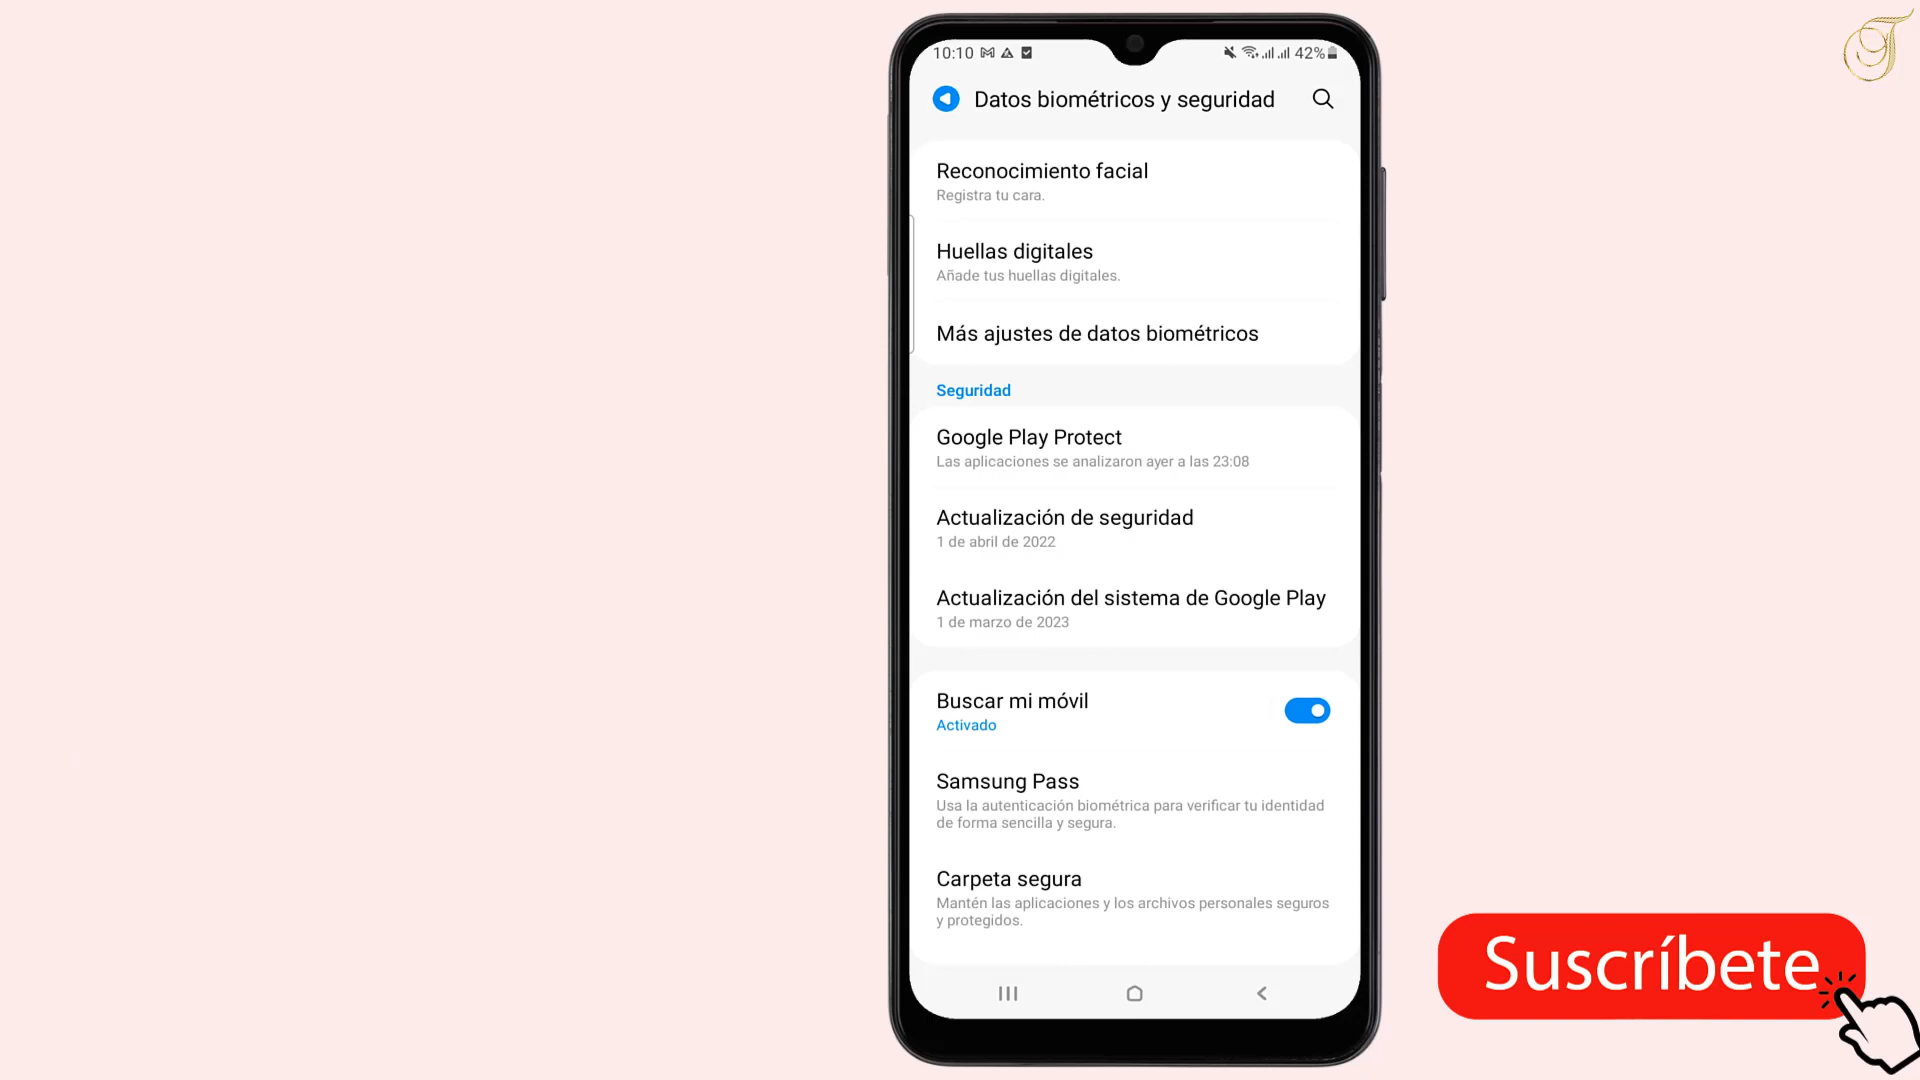 10:10
42%
Datos biométricos y seguridad
Reconocimiento facial
Registra tu cara.
Huellas digitales
Añade tus huellas digitales.
Más ajustes de datos biométricos
Seguridad
Google Play Protect
Las aplicaciones se analizaron ayer a las 23:08
Actualización de seguridad
1 de abril de 2022
Actualización del sistema de Google Play
1 de marzo de 2023
Buscar mi móvil
Activado
Samsung Pass
Usa la autenticación biométrica para verificar tu identidad
de forma sencilla y segura.
Carpeta segura
Mantén las aplicaciones y los archivos personales seguros
y protegidos.
Suscríbete